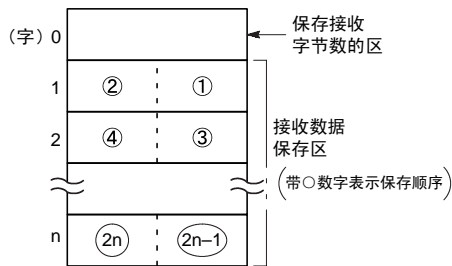 （字）0
保存接收
字节数的区
1 ② ①
2 ④ ③
接收数据
保存区
（带○数字表示保存顺序）
n 2n 2n–1